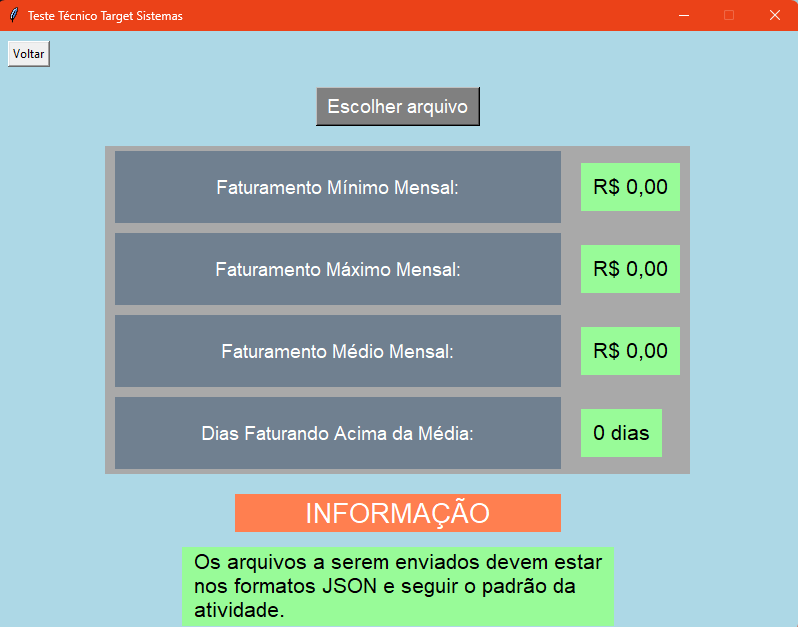 Teste Técnico Target Sistemas
Voltar
Escolher arquivo
Faturamento Mínimo Mensal:
R$ 0,00
Faturamento Máximo Mensal:
R$ 0,00
Faturamento Médio Mensal:
R$ 0,00
Dias Faturando Acima da Média:
0 dias
INFORMAÇÃO
Os arquivos a serem enviados devem estar
nos formatos JSON e seguir o padrão da
atividade.